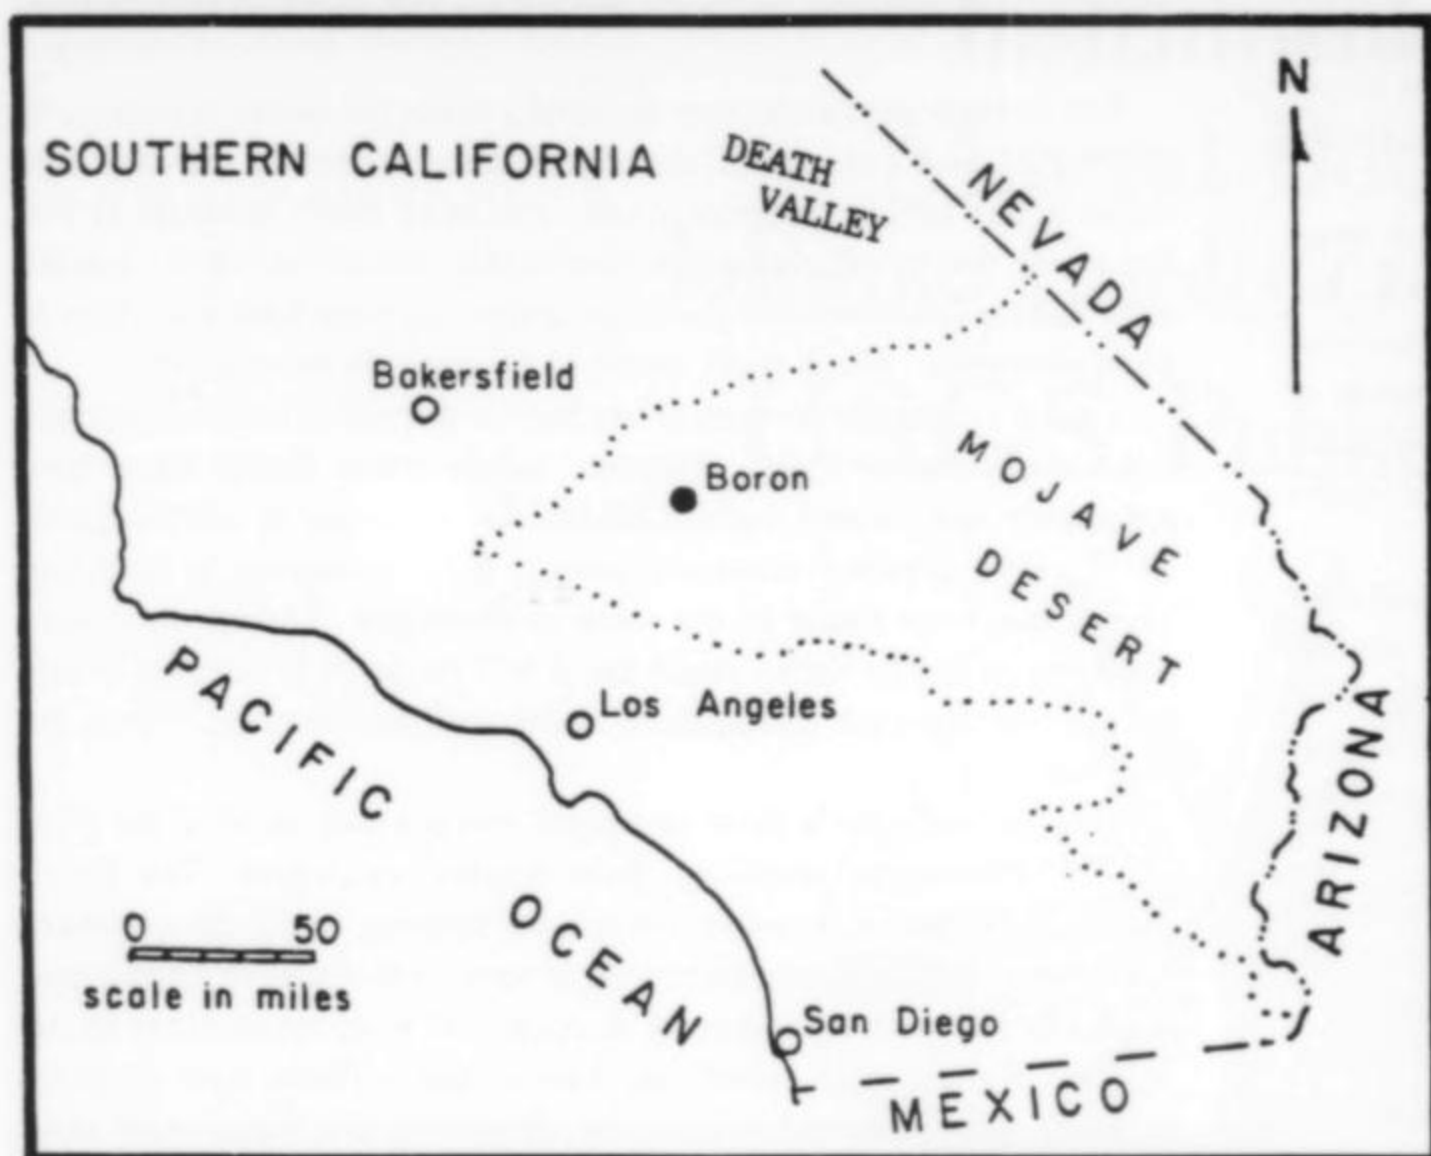 N
SOUTHERN CALIFORNIA
DEATH
VALLEY
NEVADA
Bakersfield
Boron
MOJAVE
DESERT
Los Angeles
PACIFIC
OCEAN
ARIZONA
0 50
scale in miles
San Diego
MEXICO